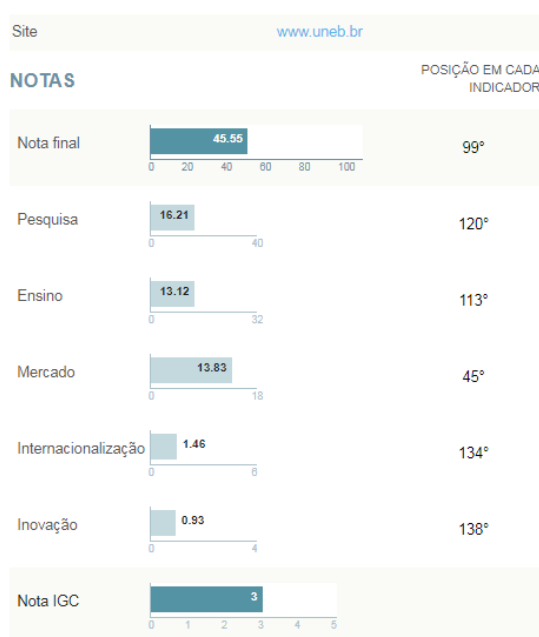 Site www.uneb.br
NOTAS POSIÇÃO EM CADA
INDICADOR
Nota final 45.55 99°
0 20 40 60 80 100
Pesquisa 16.21 120°
0 40
Ensino 13.12 113°
0 32
Mercado 13.83 45°
0 18
Internacionalização 1.46 134°
0 6
Inovação 0.93 138°
0 4
Nota IGC 3
0 1 2 3 4 5